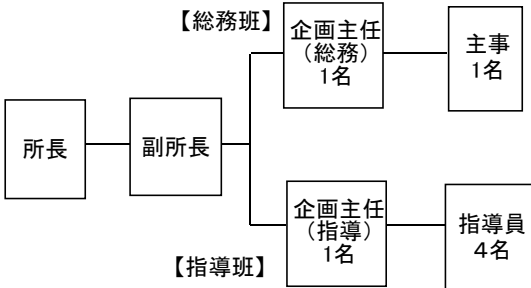 【総務班】
企画主任
（総務）
1名
主事
1名
所長
副所長
企画主任
（指導）
1名
指導員
４名
【指導班】